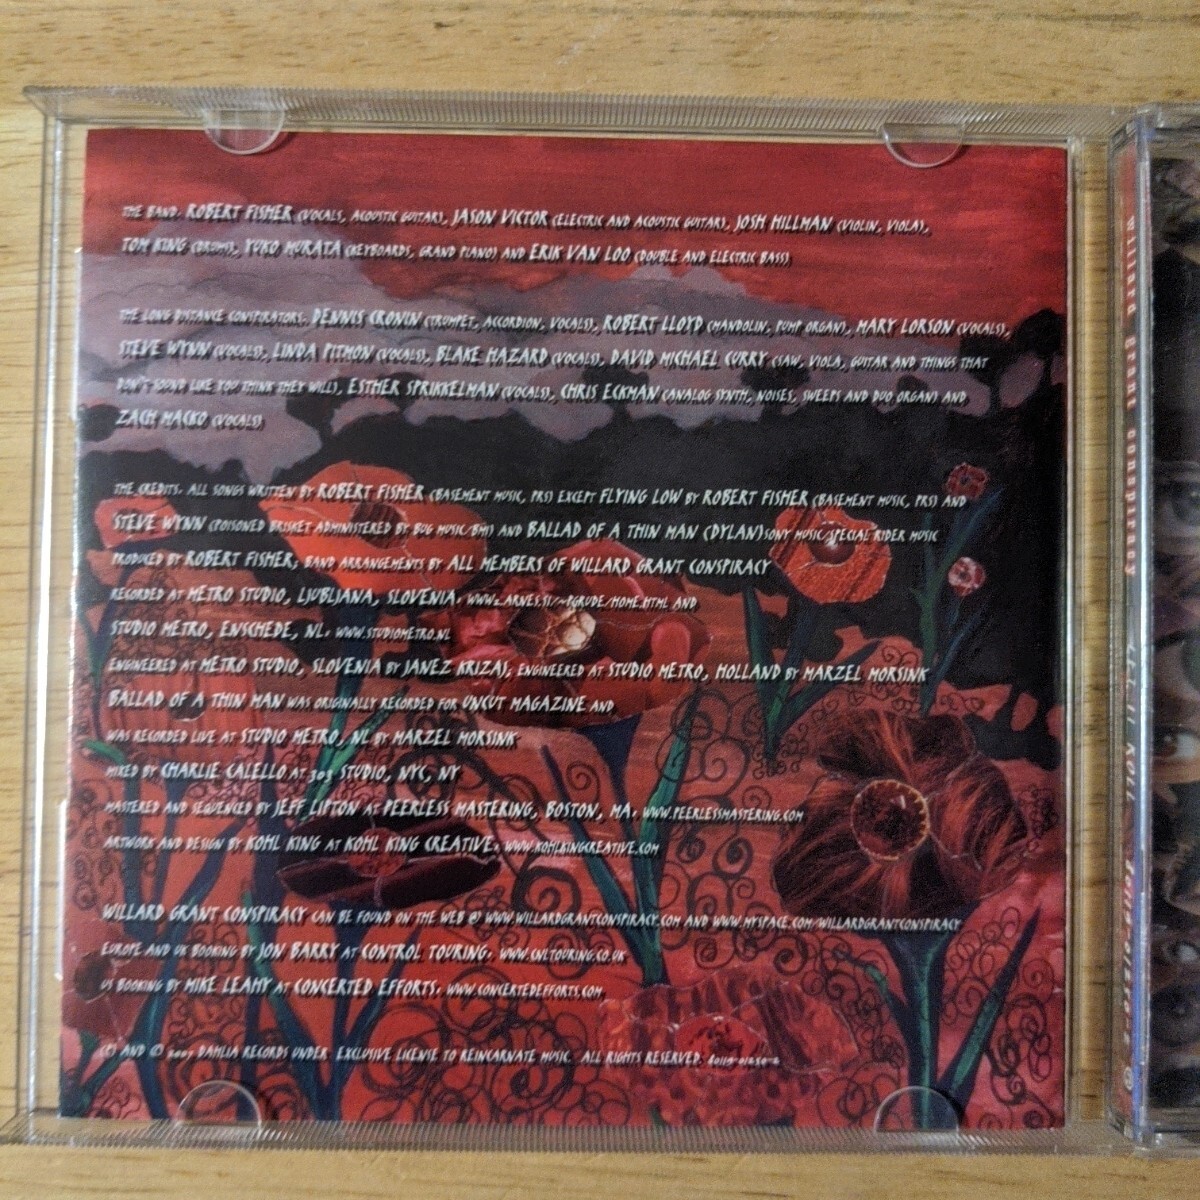 THE BAND. ROBERT FISHER (VOCALS, ACOUSTIC GUITAR), JASON VICTOR (ELECTRIC AND ACOUSTIC GUITAR), JOSH HILLMAN (VIOLIN, VIOLA),
TOM KING (DRUMS), YUKO MURATA (KEYBOARDS, GRAND PIANO) AND ERIK VAN LOO (DOUBLE AND ELECTRIC BASS)
THE LONG DISTANCE CONSPIRATORS. DENNIS CRONIN (TRUMPET, ACCORDION, VOCALS), ROBERT LLOYD (MANDOLIN, PUMP ORGAN), MARY LORSON (VOCALS),
STEVE WYNN (VOCALS), LINDA PITMON (VOCALS), BLAKE HAZARD (VOCALS), DAVID MICHAEL CURRY (SAW, VIOLA, GUITAR AND THINGS THAT
DON'T SOUND LIKE YOU THINK THEY WILL), ESTHER SPRIKKELMAN (VOCALS), CHRIS ECKMAN (ANALOG SYNTH, NOISES, SWEEPS AND DUO ORGAN) AND
ZACH MACKO (VOCALS)
THE CREDITS. ALL SONGS WRITTEN BY ROBERT FISHER (BASEMENT MUSIC, PRS) EXCEPT FLYING LOW BY ROBERT FISHER (BASEMENT MUSIC, PRS) AND
STEVE WYNN (POISONED BRISKET ADMINISTERED BY BUG MUSIC/BMI) AND BALLAD OF A THIN MAN (DYLAN)SONY MUSIC/SPECIAL RIDER MUSIC
PRODUCED BY ROBERT FISHER, BAND ARRANGEMENTS BY ALL MEMBERS OF WILLARD GRANT CONSPIRACY
RECORDED AT METRO STUDIO, LJUBLJANA, SLOVENIA. WWW2.ARNES.SI/~PGRUDE/HOME.HTML AND
STUDIO METRO, ENSCHEDE, NL. WWW.STUDIOMETRO.NL
ENGINEERED AT METRO STUDIO, SLOVENIA BY JANEZ KRIZAJ; ENGINEERED AT STUDIO METRO, HOLLAND BY MARZEL MORSINK
BALLAD OF A THIN MAN WAS ORIGINALLY RECORDED FOR UNCUT MAGAZINE AND
WAS RECORDED LIVE AT STUDIO METRO, NL BY MARZEL MORSINK
MIXED BY CHARLIE CALELLO AT 303 STUDIO, NYC, NY
MASTERED AND SEQUENCED BY JEFF LIPTON AT PEERLESS MASTERING, BOSTON, MA. WWW.PEERLESSMASTERING.COM
ARTWORK AND DESIGN BY KOHL KING AT KOHL KING CREATIVE. WWW.KOHLKINGCREATIVE.COM
WILLARD GRANT CONSPIRACY CAN BE FOUND ON THE WEB @ WWW.WILLARDGRANTCONSPIRACY.COM AND WWW.MYSPACE.COM/WILLARDGRANTCONSPIRACY
EUROPE AND UK BOOKING BY JON BARRY AT CONTROL TOURING. WWW.CNLTOURING.CO.UK
US BOOKING BY MIKE LEAHY AT CONCERTED EFFORTS. WWW.CONCERTEDEFFORTS.COM
(P) AND © 2007 DAHLIA RECORDS UNDER EXCLUSIVE LICENSE TO REINCARNATE MUSIC. ALL RIGHTS RESERVED.
willard grant conspiracy LET IT ROLL